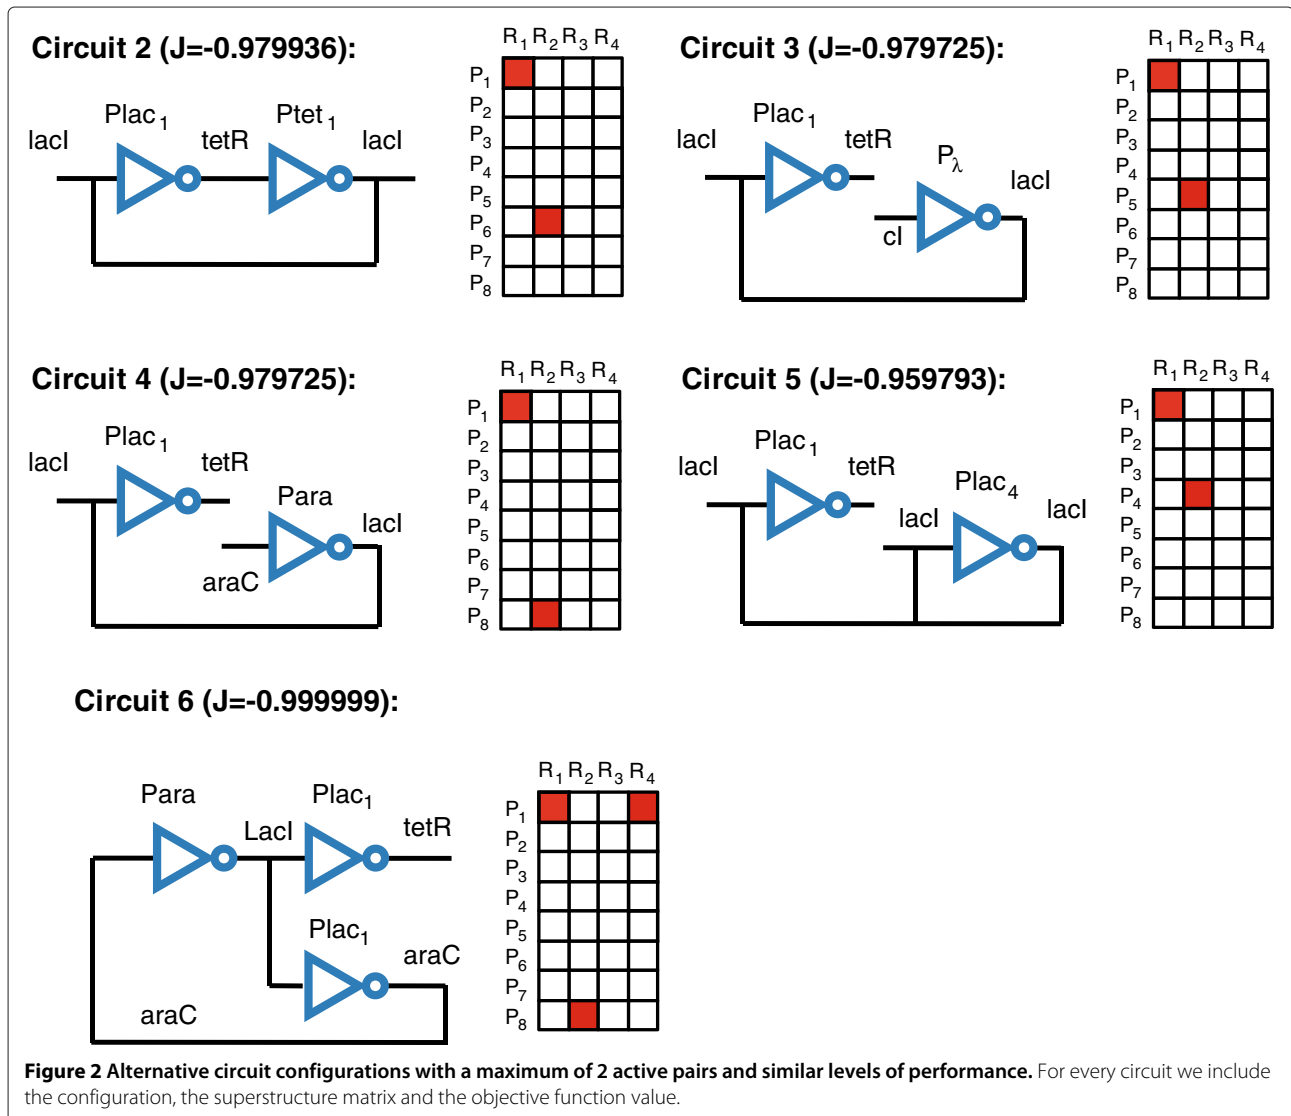 Circuit 2 (J=-0.979936):
R1 R2 R3 R4
Plac1
Ptet1
lacI
tetR
lacI
P1
P2
P3
P4
P5
P6
P7
P8
Circuit 3 (J=-0.979725):
R1 R2 R3 R4
Plac1
lacI
tetR
Pλ
lacI
cI
P1
P2
P3
P4
P5
P6
P7
P8
Circuit 4 (J=-0.979725):
R1 R2 R3 R4
Plac1
lacI
tetR
Para
lacI
araC
P1
P2
P3
P4
P5
P6
P7
P8
Circuit 5 (J=-0.959793):
R1 R2 R3 R4
Plac1
lacI
tetR
Plac4
lacI
lacI
P1
P2
P3
P4
P5
P6
P7
P8
Circuit 6 (J=-0.999999):
R1 R2 R3 R4
Para
Plac1
LacI
tetR
Plac1
araC
araC
P1
P2
P3
P4
P5
P6
P7
P8
Figure 2 Alternative circuit configurations with a maximum of 2 active pairs and similar levels of performance. For every circuit we include
the configuration, the superstructure matrix and the objective function value.